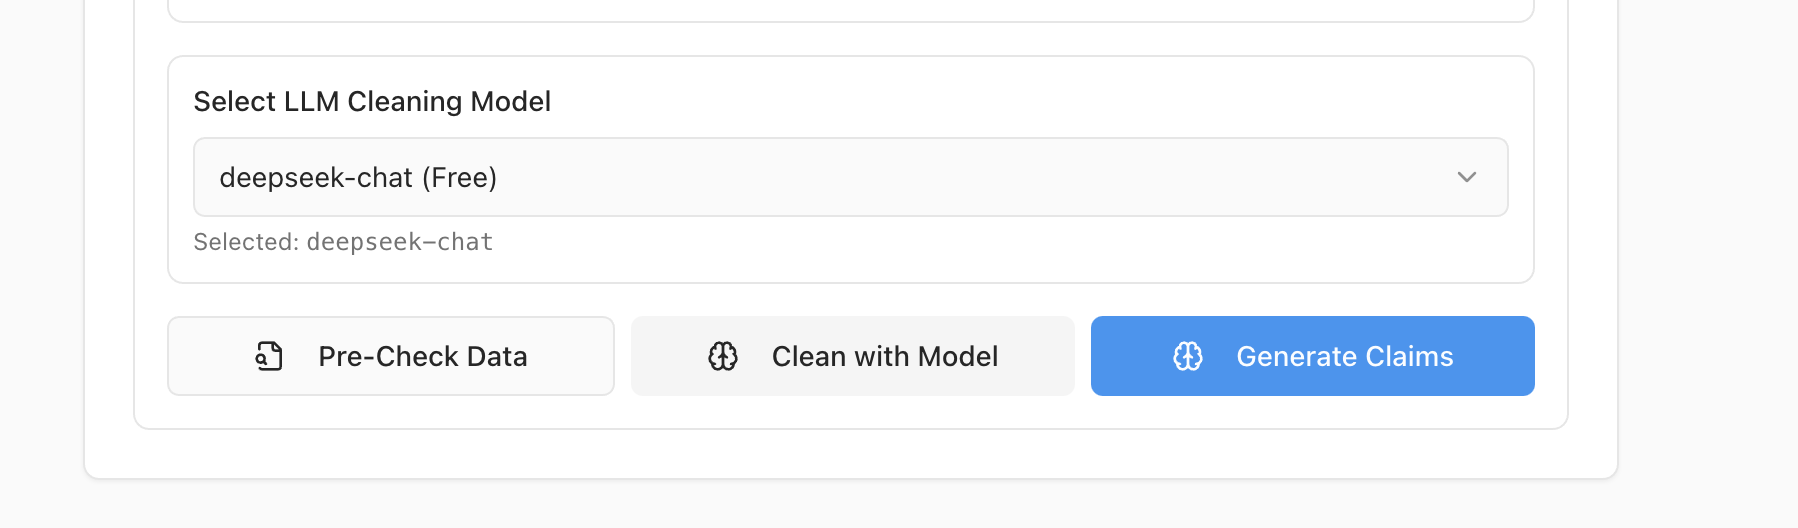 Select LLM Cleaning Model
deepseek-chat (Free)
Selected: deepseek-chat
Pre-Check Data
Clean with Model
Generate Claims